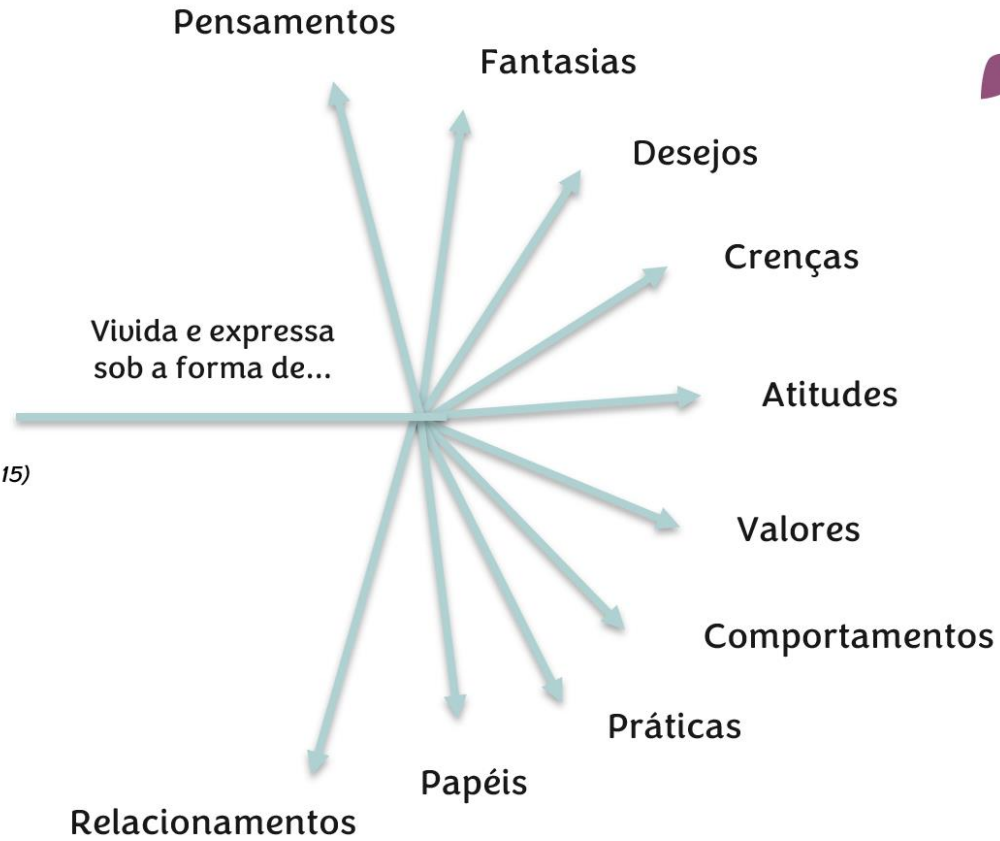 Pensamentos
Fantasias
Desejos
Crenças
Vivida e expressa
sob a forma de...
Atitudes
15)
Valores
Comportamentos
Práticas
Papéis
Relacionamentos